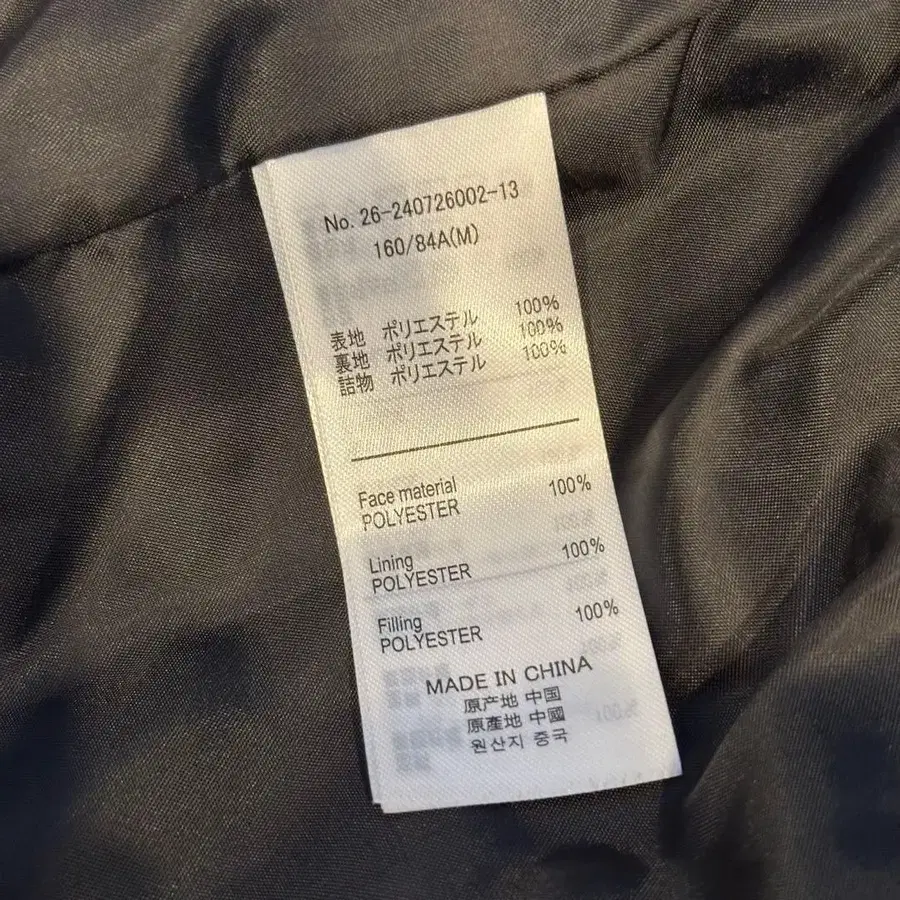 No. 26-240726002-13
160/84A(M)
表地 ポリエステル 100%
裏地 ポリエステル 100%
詰物 ポリエステル 100%
Face material
POLYESTER 100%
Lining
POLYESTER 100%
Filling
POLYESTER 100%
MADE IN CHINA
原产地 中国
原產地 中國
원산지 중국